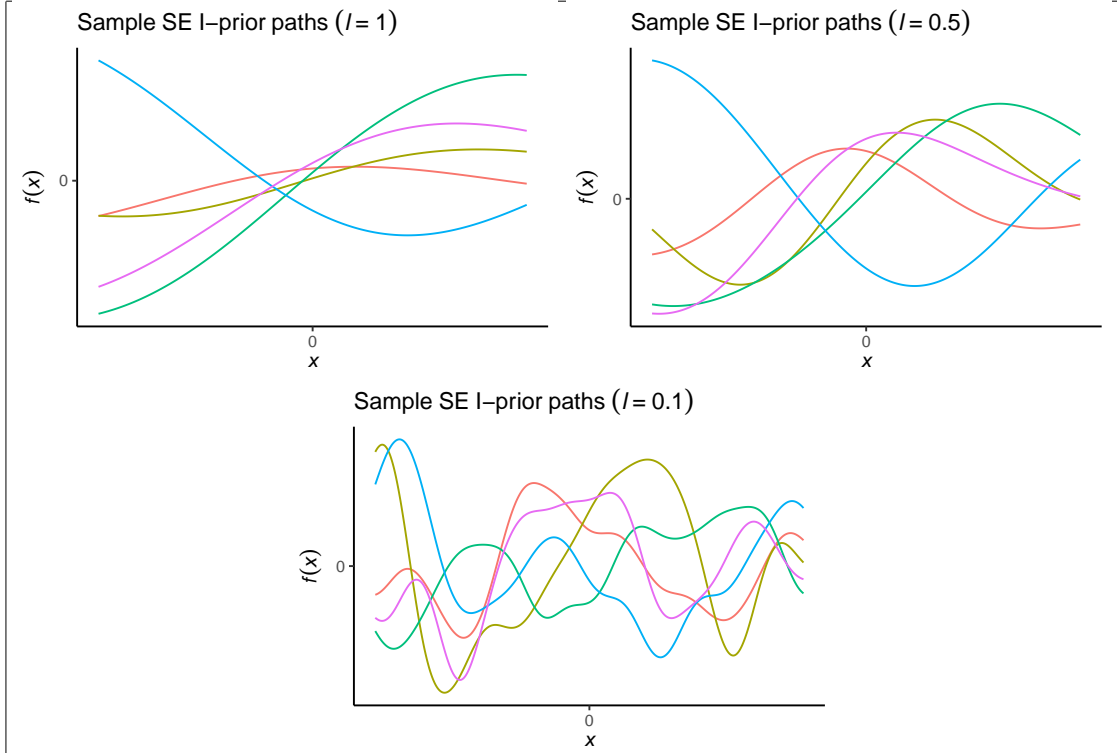 Sample SE I−prior paths (l = 1)
f(x)
0
0
x
Sample SE I−prior paths (l = 0.5)
f(x)
0
0
x
Sample SE I−prior paths (l = 0.1)
f(x)
0
0
x